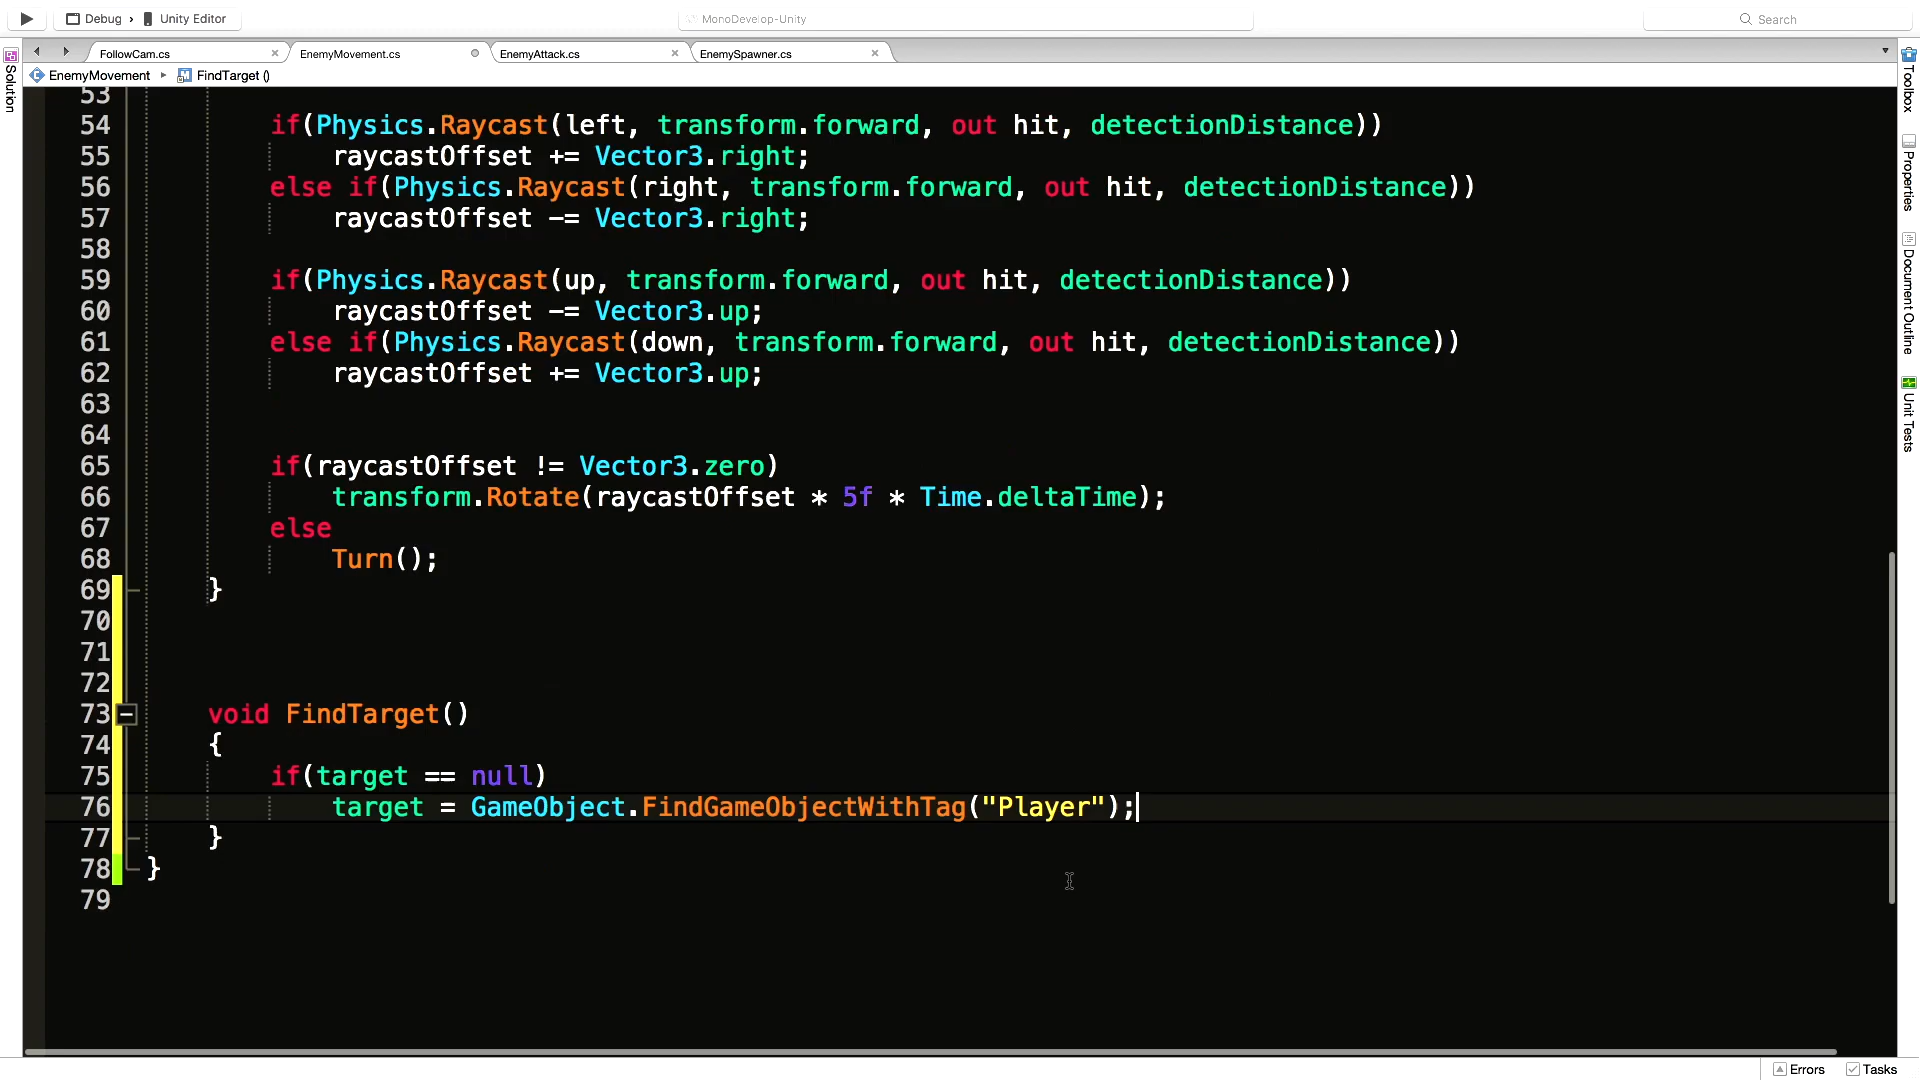 Debug › Unity Editor
MonoDevelop-Unity
Search
FollowCam.cs
EnemyMovement.cs
EnemyAttack.cs
EnemySpawner.cs
EnemyMovement ▸ FindTarget ()
Solution
Toolbox
Properties
Document Outline
Unit Tests
53
54 if(Physics.Raycast(left, transform.forward, out hit, detectionDistance))
55 raycastOffset += Vector3.right;
56 else if(Physics.Raycast(right, transform.forward, out hit, detectionDistance))
57 raycastOffset -= Vector3.right;
58
59 if(Physics.Raycast(up, transform.forward, out hit, detectionDistance))
60 raycastOffset -= Vector3.up;
61 else if(Physics.Raycast(down, transform.forward, out hit, detectionDistance))
62 raycastOffset += Vector3.up;
63
64
65 if(raycastOffset != Vector3.zero)
66 transform.Rotate(raycastOffset * 5f * Time.deltaTime);
67 else
68 Turn();
69 }
70
71
72
73 void FindTarget()
74 {
75 if(target == null)
76 target = GameObject.FindGameObjectWithTag("Player");
77 }
78 }
79
Errors
Tasks